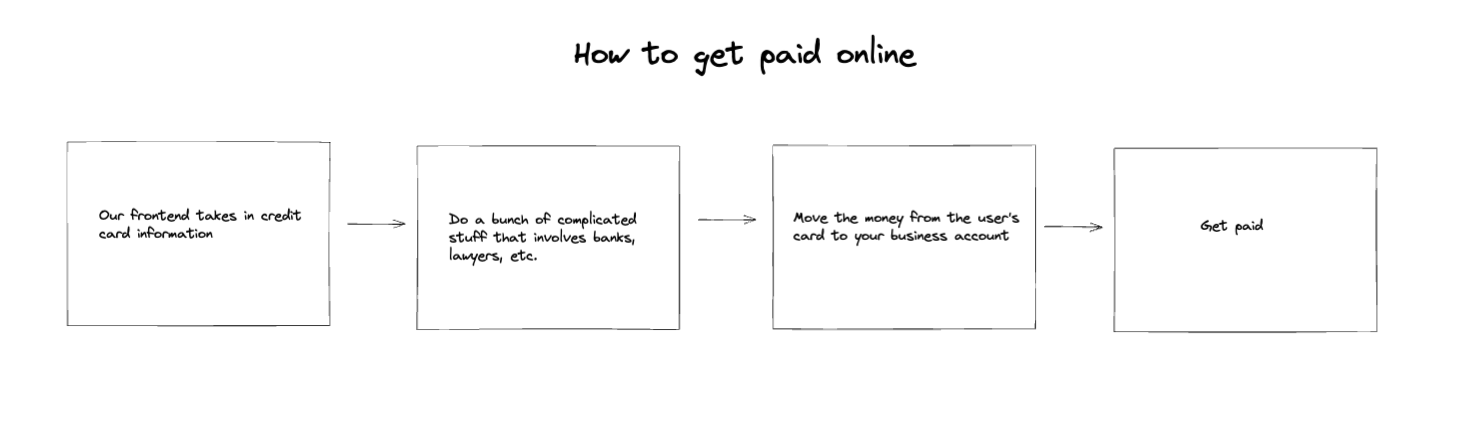 How to get paid online
Our frontend takes in credit
card information
Do a bunch of complicated
stuff that involves banks,
lawyers, etc.
Move the money from the user's
card to your business account
Get paid